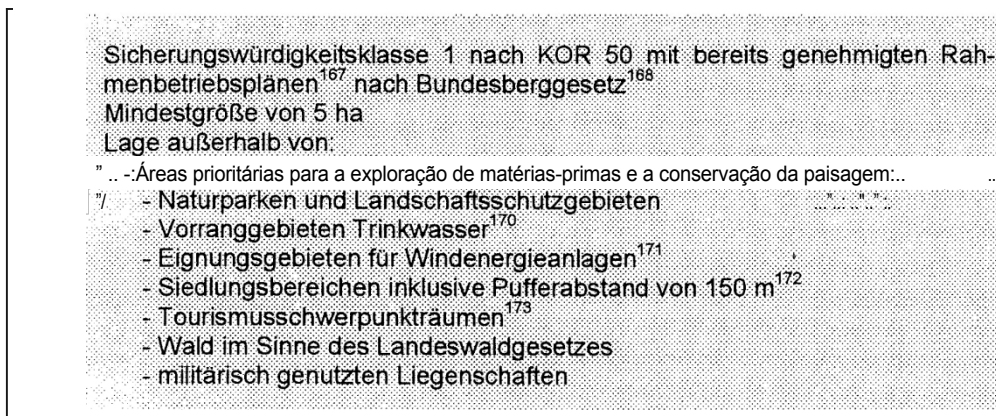 Sicherungswürdigkeitsklasse 1 nach KOR 50 mit bereits genehmigten Rah-
menbetriebsplänen167 nach Bundesberggesetz168
Mindestgröße von 5 ha
Lage außerhalb von:
” .. -:Áreas prioritárias para a exploração de matérias-primas e a conservação da paisagem:.. ..
"/ - Naturparken und Landschaftsschutzgebieten
- Vorranggebieten Trinkwasser170
- Eignungsgebieten für Windenergieanlagen171
- Siedlungsbereichen inklusive Pufferabstand von 150 m172
- Tourismusschwerpunkträumen173
- Wald im Sinne des Landeswaldgesetzes
- militärisch genutzten Liegenschaften